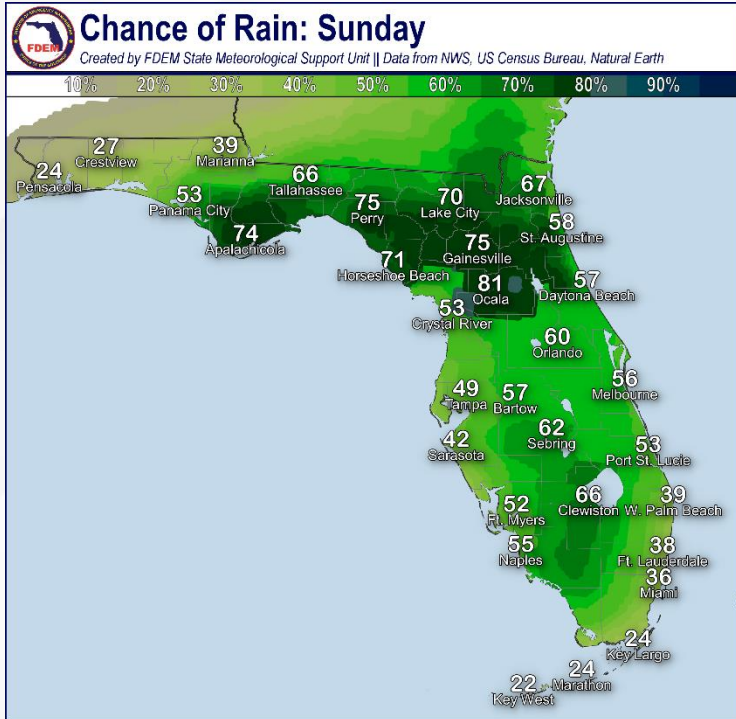 Chance of Rain: Sunday
FDEM
Created by FDEM State Meteorological Support Unit || Data from NWS, US Census Bureau, Natural Earth
10% 20% 30% 40% 60% 70% 80% 90%
24
Pensacola
27
Crestview
39
Marianna
53
Panama City
66
Tallahassee
74
Apalachicola
75
Perry
70
Lake City
67
Jacksonville
58
St. Augustine
75
Gainesville
71
Horseshoe Beach
81
Ocala
57
Daytona Beach
53
Crystal River
60
Orlando
56
Melbourne
49
Tampa
57
Bartow
42
Sarasota
62
Sebring
53
Port St. Lucie
52
Ft. Myers
66
Clewiston
39
W. Palm Beach
55
Naples
38
Ft. Lauderdale
36
Miami
24
Key Largo
24
Marathon
22
Key West